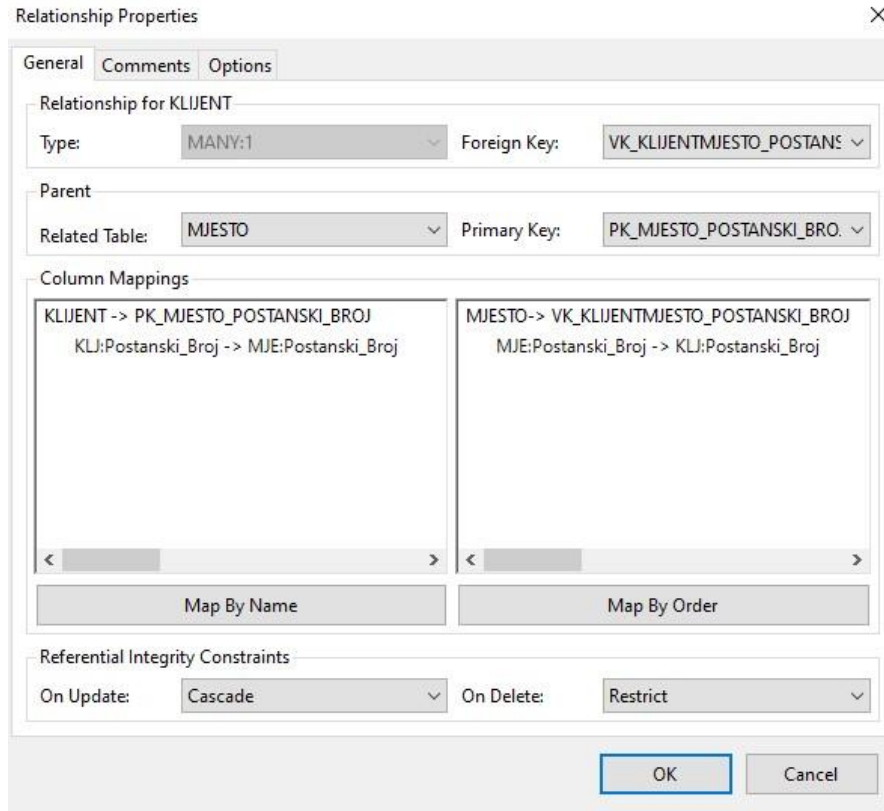 Relationship Properties
General Comments Options
Relationship for KLIJENT
Type: MANY:1 Foreign Key: VK_KLIJENTMJESTO_POSTANS
Parent
Related Table: MJESTO Primary Key: PK_MJESTO_POSTANSKI_BRO.
Column Mappings
KLIJENT -> PK_MJESTO_POSTANSKI_BROJ MJESTO-> VK_KLIJENTMJESTO_POSTANSKI_BROJ
KLJ:Postanski_Broj -> MJE:Postanski_Broj MJE:Postanski_Broj -> KLJ:Postanski_Broj
Map By Name Map By Order
Referential Integrity Constraints
On Update: Cascade On Delete: Restrict
OK Cancel